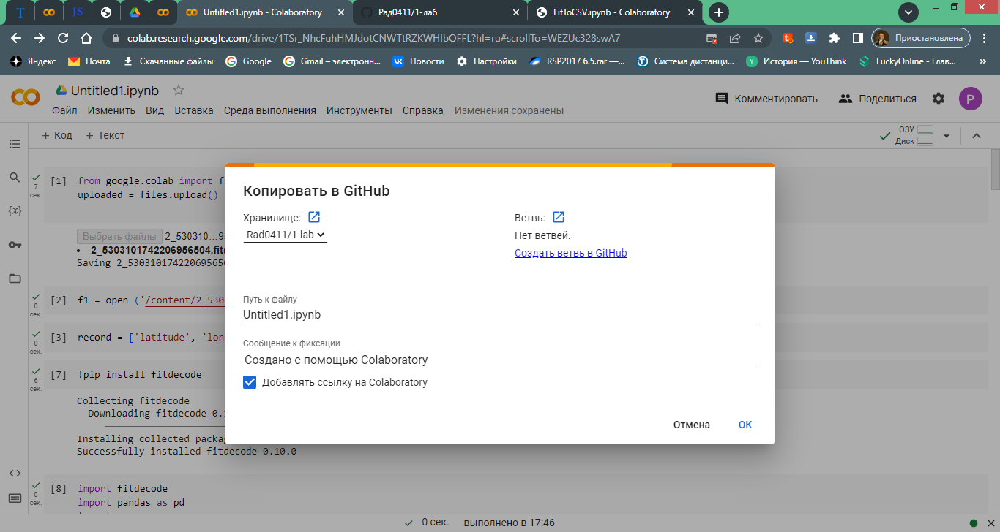 Untitled1.ipynb - Colaboratory
Рад0411/1-лаб
FitToCSV.ipynb - Colaboratory
colab.research.google.com/drive/1TSr_NhcFuhHMJdotCNWTtRZKWHIbQFFL?hl=ru#scrollTo=WEZUc328swA7
Приостановлена
Яндекс Почта Скачанные файлы Google Gmail – электронн... Новости Настройки RSP2017 6.5.rar —... Система дистанци... История — YouThink LuckyOnline - Глав... »
Untitled1.ipynb
Файл Изменить Вид Вставка Среда выполнения Инструменты Справка Изменения сохранены
Комментировать Поделиться P
+ Код + Текст
ОЗУ
Диск
7 сек.
[1] from google.colab import f
uploaded = files.upload()
Выбрать файлы 2_530310...95
• 2_5303101742206956504.fit(
Saving 2_530310174220695650
0 сек.
[2] f1 = open ('/content/2_530
0 сек.
[3] record = ['latitude', 'lon
6 сек.
[7] !pip install fitdecode
Collecting fitdecode
Downloading fitdecode-0.1
Installing collected packag
Successfully installed fitdecode-0.10.0
0 сек.
[8] import fitdecode
import pandas as pd
Копировать в GitHub
Хранилище:
Rad0411/1-lab
Ветвь:
Нет ветвей.
Создать ветвь в GitHub
Путь к файлу
Untitled1.ipynb
Сообщение к фиксации
Создано с помощью Colaboratory
Добавлять ссылку на Colaboratory
Отмена ОК
0 сек. выполнено в 17:46